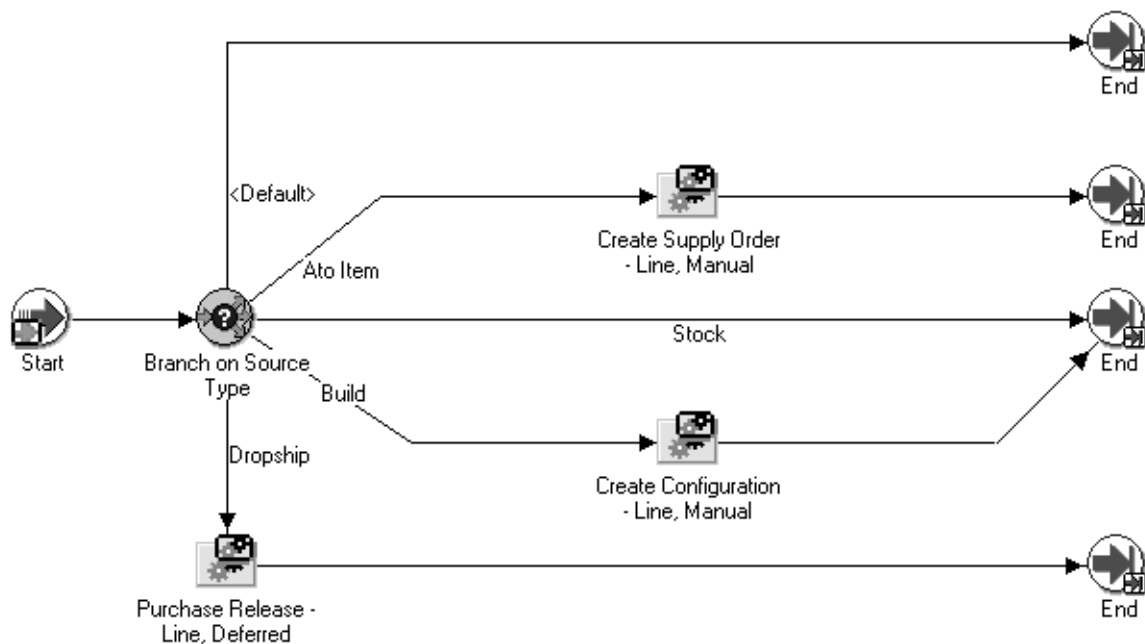 End
<Default>
Create Supply Order
- Line, Manual
End
Ato Item
Start
Branch on Source
Type
Stock
End
Build
Dropship
Create Configuration
- Line, Manual
Purchase Release -
Line, Deferred
End